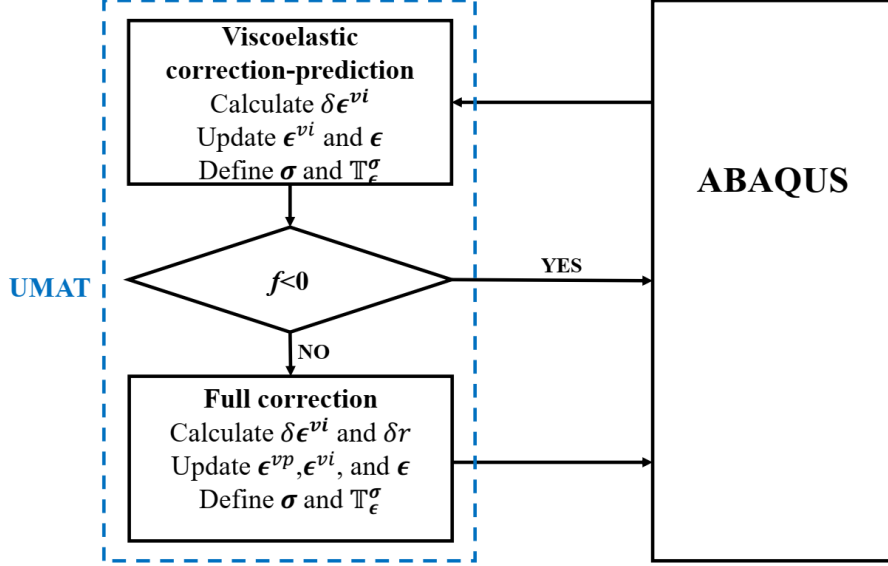 Viscoelastic
correction-prediction
Calculate δϵ^{vi}
Update ϵ^{vi} and ϵ
Define σ and 𝕋^σ_ϵ
ABAQUS
f<0
YES
UMAT
NO
Full correction
Calculate δϵ^{vi} and δr
Update ϵ^{vp},ϵ^{vi}, and ϵ
Define σ and 𝕋^σ_ϵ